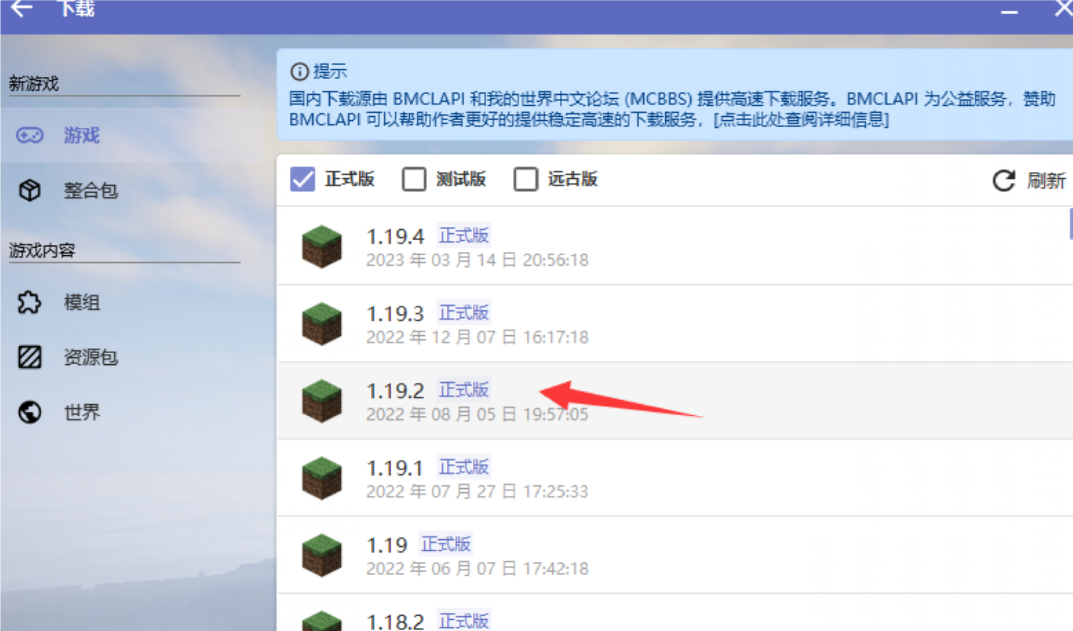 下载
新游戏
游戏
整合包
游戏内容
模组
资源包
世界
提示
国内下载源由 BMCLAPI 和我的世界中文论坛 (MCBBS) 提供高速下载服务。BMCLAPI 为公益服务，赞助
BMCLAPI 可以帮助作者更好的提供稳定高速的下载服务，[点击此处查阅详细信息]
正式版 测试版 远古版 刷新
1.19.4 正式版
2023 年 03 月 14 日 20:56:18
1.19.3 正式版
2022 年 12 月 07 日 16:17:18
1.19.2 正式版
2022 年 08 月 05 日 19:57:05
1.19.1 正式版
2022 年 07 月 27 日 17:25:33
1.19 正式版
2022 年 06 月 07 日 17:42:18
1.18.2 正式版